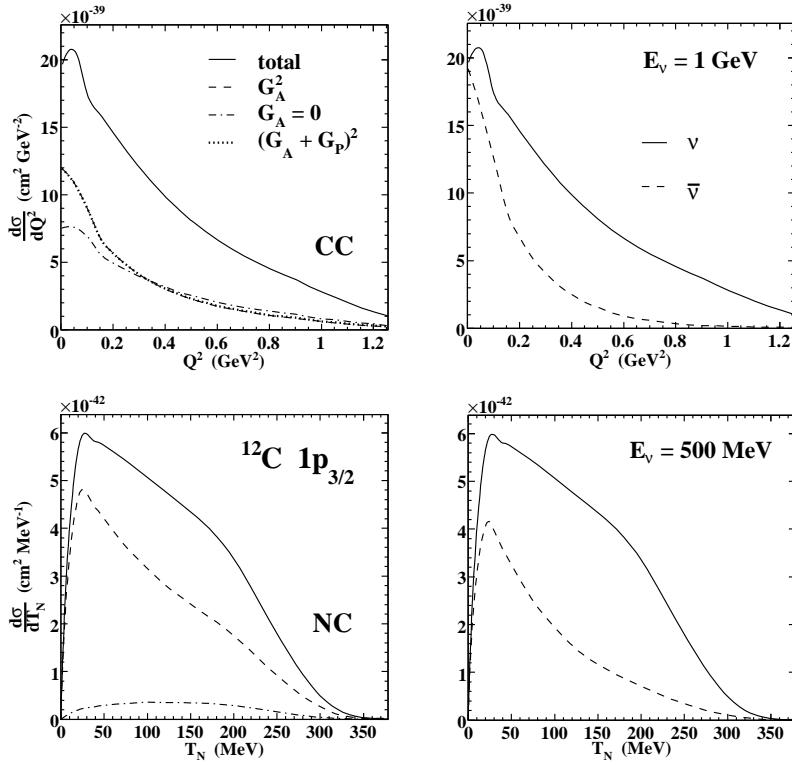 ×10⁻³⁹
total
G_A²
G_A = 0
(G_A + G_P)²
CC
dσ/dQ² (cm² GeV⁻²)
20
15
10
5
0
0 0.2 0.4 0.6 0.8 1 1.2
Q² (GeV²)
×10⁻³⁹
E_ν = 1 GeV
ν
ν̅
20
15
10
5
0
0 0.2 0.4 0.6 0.8 1 1.2
Q² (GeV²)
×10⁻⁴²
¹²C 1p_3/2
NC
dσ/dT_N (cm² MeV⁻¹)
6
5
4
3
2
1
0
0 50 100 150 200 250 300 350
T_N (MeV)
×10⁻⁴²
E_ν = 500 MeV
6
4
2
0
0 50 100 150 200 250 300 350
T_N (MeV)